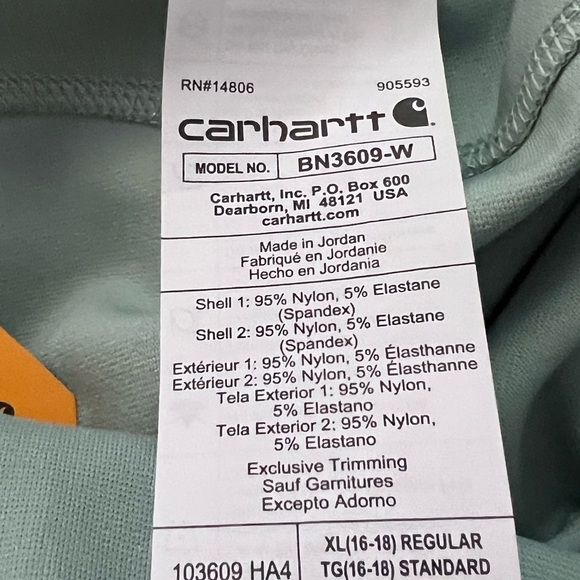 RN#14806 905593
carhartt
MODEL NO. BN3609-W
Carhartt, Inc. P.O. Box 600
Dearborn, MI 48121 USA
carhartt.com
Made in Jordan
Fabriqué en Jordanie
Hecho en Jordania
Shell 1: 95% Nylon, 5% Elastane
(Spandex)
Shell 2: 95% Nylon, 5% Elastane
(Spandex)
Extérieur 1: 95% Nylon, 5% Élasthanne
Extérieur 2: 95% Nylon, 5% Élasthanne
Tela Exterior 1: 95% Nylon,
5% Elastano
Tela Exterior 2: 95% Nylon,
5% Elastano
Exclusive Trimming
Sauf Garnitures
Excepto Adorno
XL(16-18) REGULAR
103609 HA4 TG(16-18) STANDARD